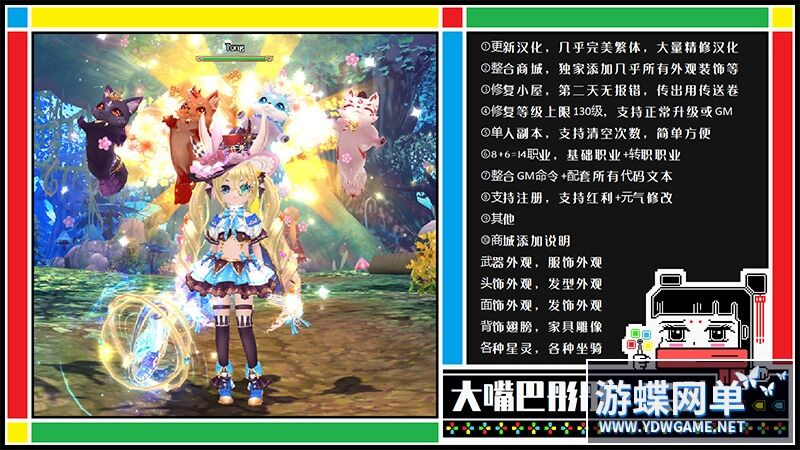 Tong
①更新汉化，几乎完美繁体，大量精修汉化
②整合商城，独家添加几乎所有外观装饰等
③修复小屋，第二天无报错，传出用传送卷
④修复等级上限130级，支持正常升级或GM
⑤单人副本，支持清空次数，简单方便
⑥8+6=14职业，基础职业+转职职业
⑦整合GM命令+配套所有代码文本
⑧支持注册，支持红利+元气修改
⑨其他
⑩商城添加说明
武器外观，服饰外观
头饰外观，发型外观
面饰外观，发饰外观
背饰翅膀，家具雕像
各种星灵，各种坐骑
大嘴巴彤
游蝶网单
WWW.YDWGAME.NET